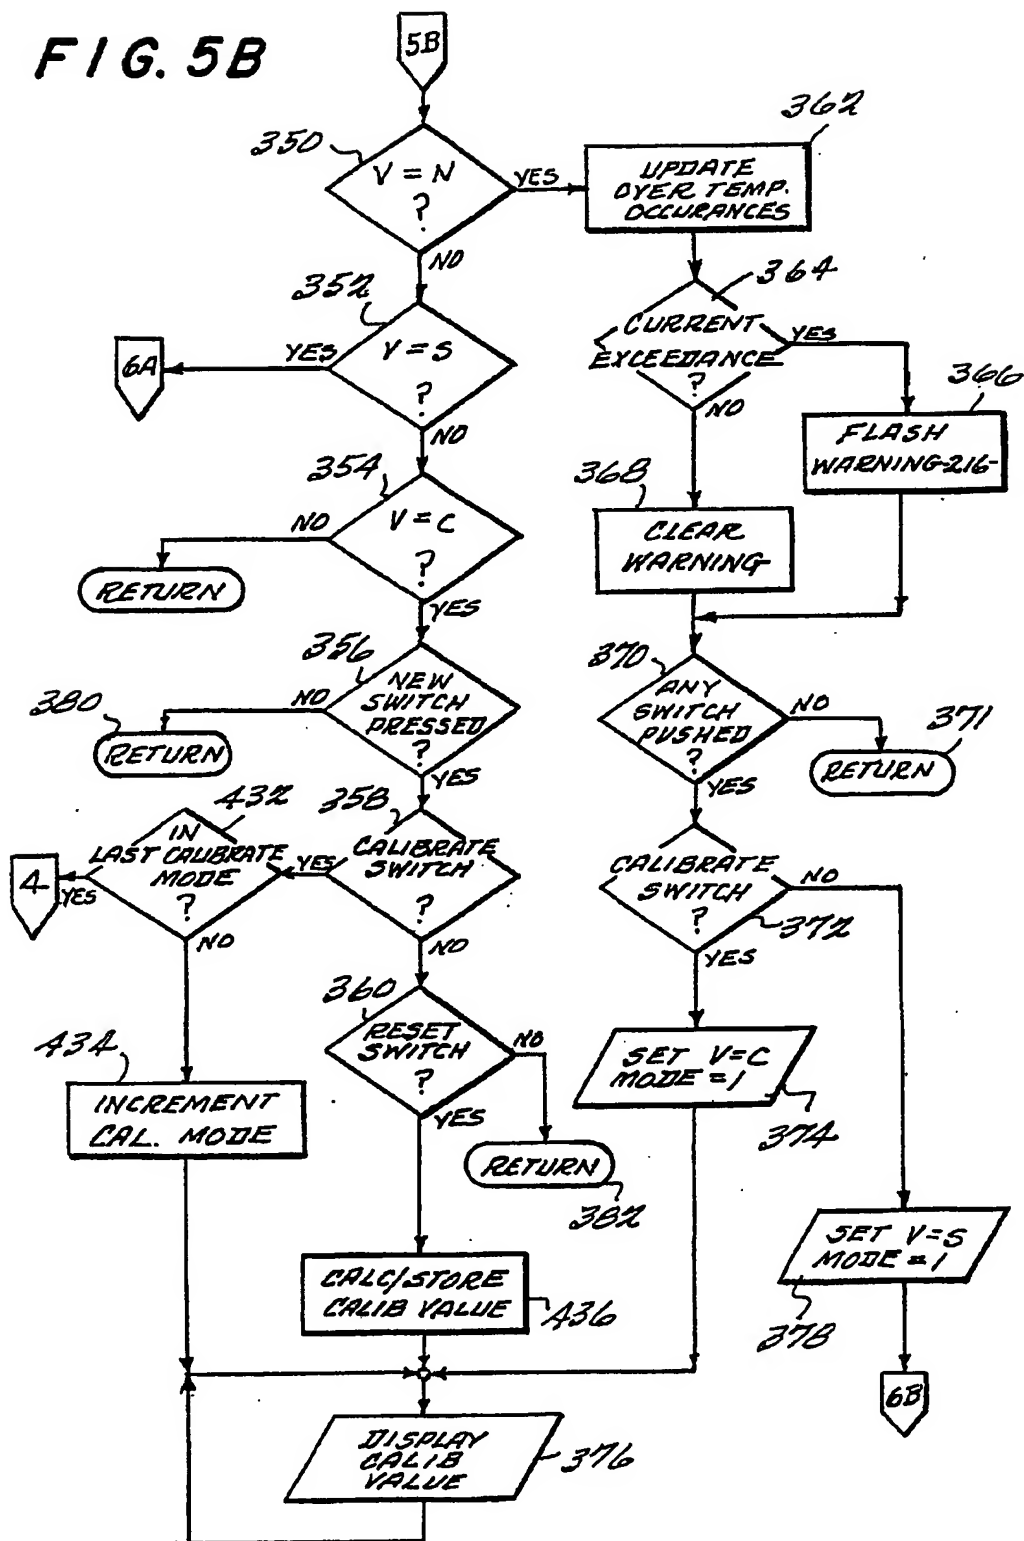 FIG. 5B
5B
350
V = N
?
YES
NO
362
UPDATE
OVER TEMP.
OCCURANCES
352
V = S
?
YES
NO
6A
364
CURRENT
EXCEEDANCE
?
YES
NO
366
FLASH
WARNING-216-
354
V = C
?
NO
YES
RETURN
368
CLEAR
WARNING
356
NEW
SWITCH
PRESSED
?
NO
YES
380
RETURN
370
ANY
SWITCH
PUSHED
?
NO
YES
371
RETURN
432
IN
LAST CALIBRATE
MODE
?
YES
NO
4
358
CALIBRATE
SWITCH
?
YES
NO
CALIBRATE
SWITCH
?
NO
YES
372
434
INCREMENT
CAL. MODE
360
RESET
SWITCH
?
NO
YES
RETURN
382
SET V=C
MODE = 1
374
CALC/STORE
CALIB VALUE
436
SET V=S
MODE = 1
378
6B
DISPLAY
CALIB
VALUE
376